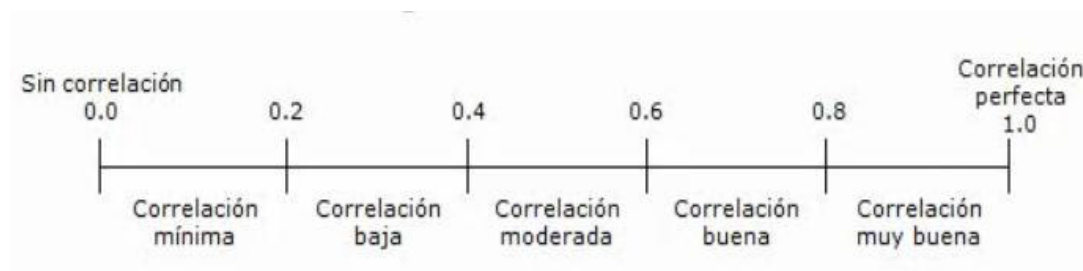 Sin correlación
Correlación
perfecta
0.0 0.2 0.4 0.6 0.8 1.0
Correlación Correlación Correlación Correlación Correlación
mínima baja moderada buena muy buena